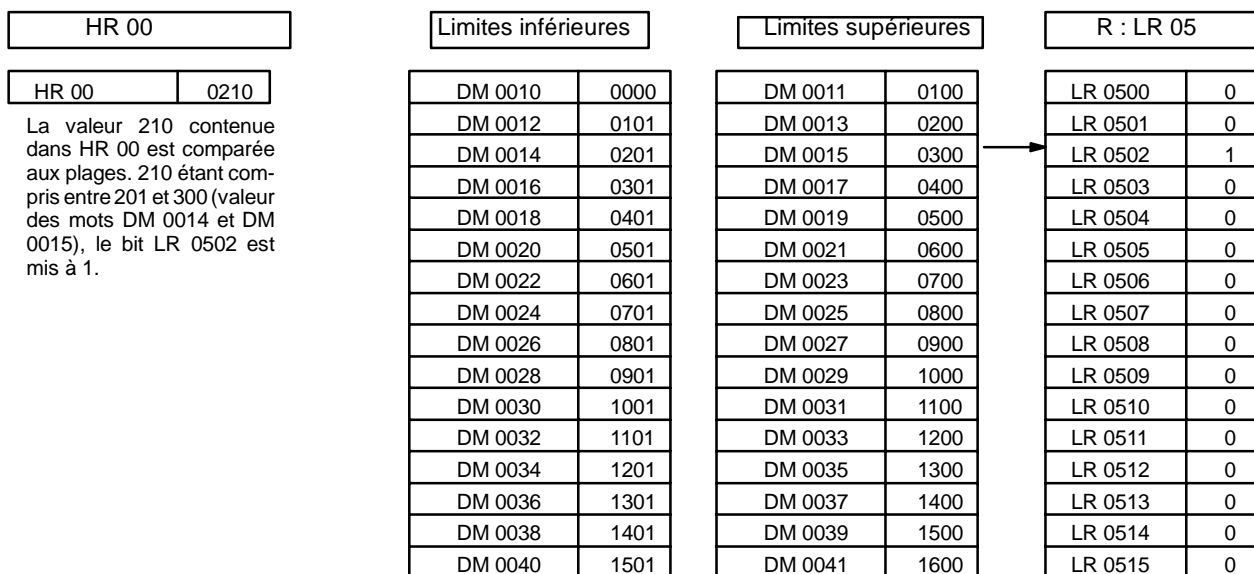 HR 00 Limites inférieures Limites supérieures R : LR 05
HR 00 0210
La valeur 210 contenue
dans HR 00 est comparée
aux plages. 210 étant com-
pris entre 201 et 300 (valeur
des mots DM 0014 et DM
0015), le bit LR 0502 est
mis à 1.
DM 0010 0000 DM 0011 0100 LR 0500 0
DM 0012 0101 DM 0013 0200 LR 0501 0
DM 0014 0201 DM 0015 0300 LR 0502 1
DM 0016 0301 DM 0017 0400 LR 0503 0
DM 0018 0401 DM 0019 0500 LR 0504 0
DM 0020 0501 DM 0021 0600 LR 0505 0
DM 0022 0601 DM 0023 0700 LR 0506 0
DM 0024 0701 DM 0025 0800 LR 0507 0
DM 0026 0801 DM 0027 0900 LR 0508 0
DM 0028 0901 DM 0029 1000 LR 0509 0
DM 0030 1001 DM 0031 1100 LR 0510 0
DM 0032 1101 DM 0033 1200 LR 0511 0
DM 0034 1201 DM 0035 1300 LR 0512 0
DM 0036 1301 DM 0037 1400 LR 0513 0
DM 0038 1401 DM 0039 1500 LR 0514 0
DM 0040 1501 DM 0041 1600 LR 0515 0